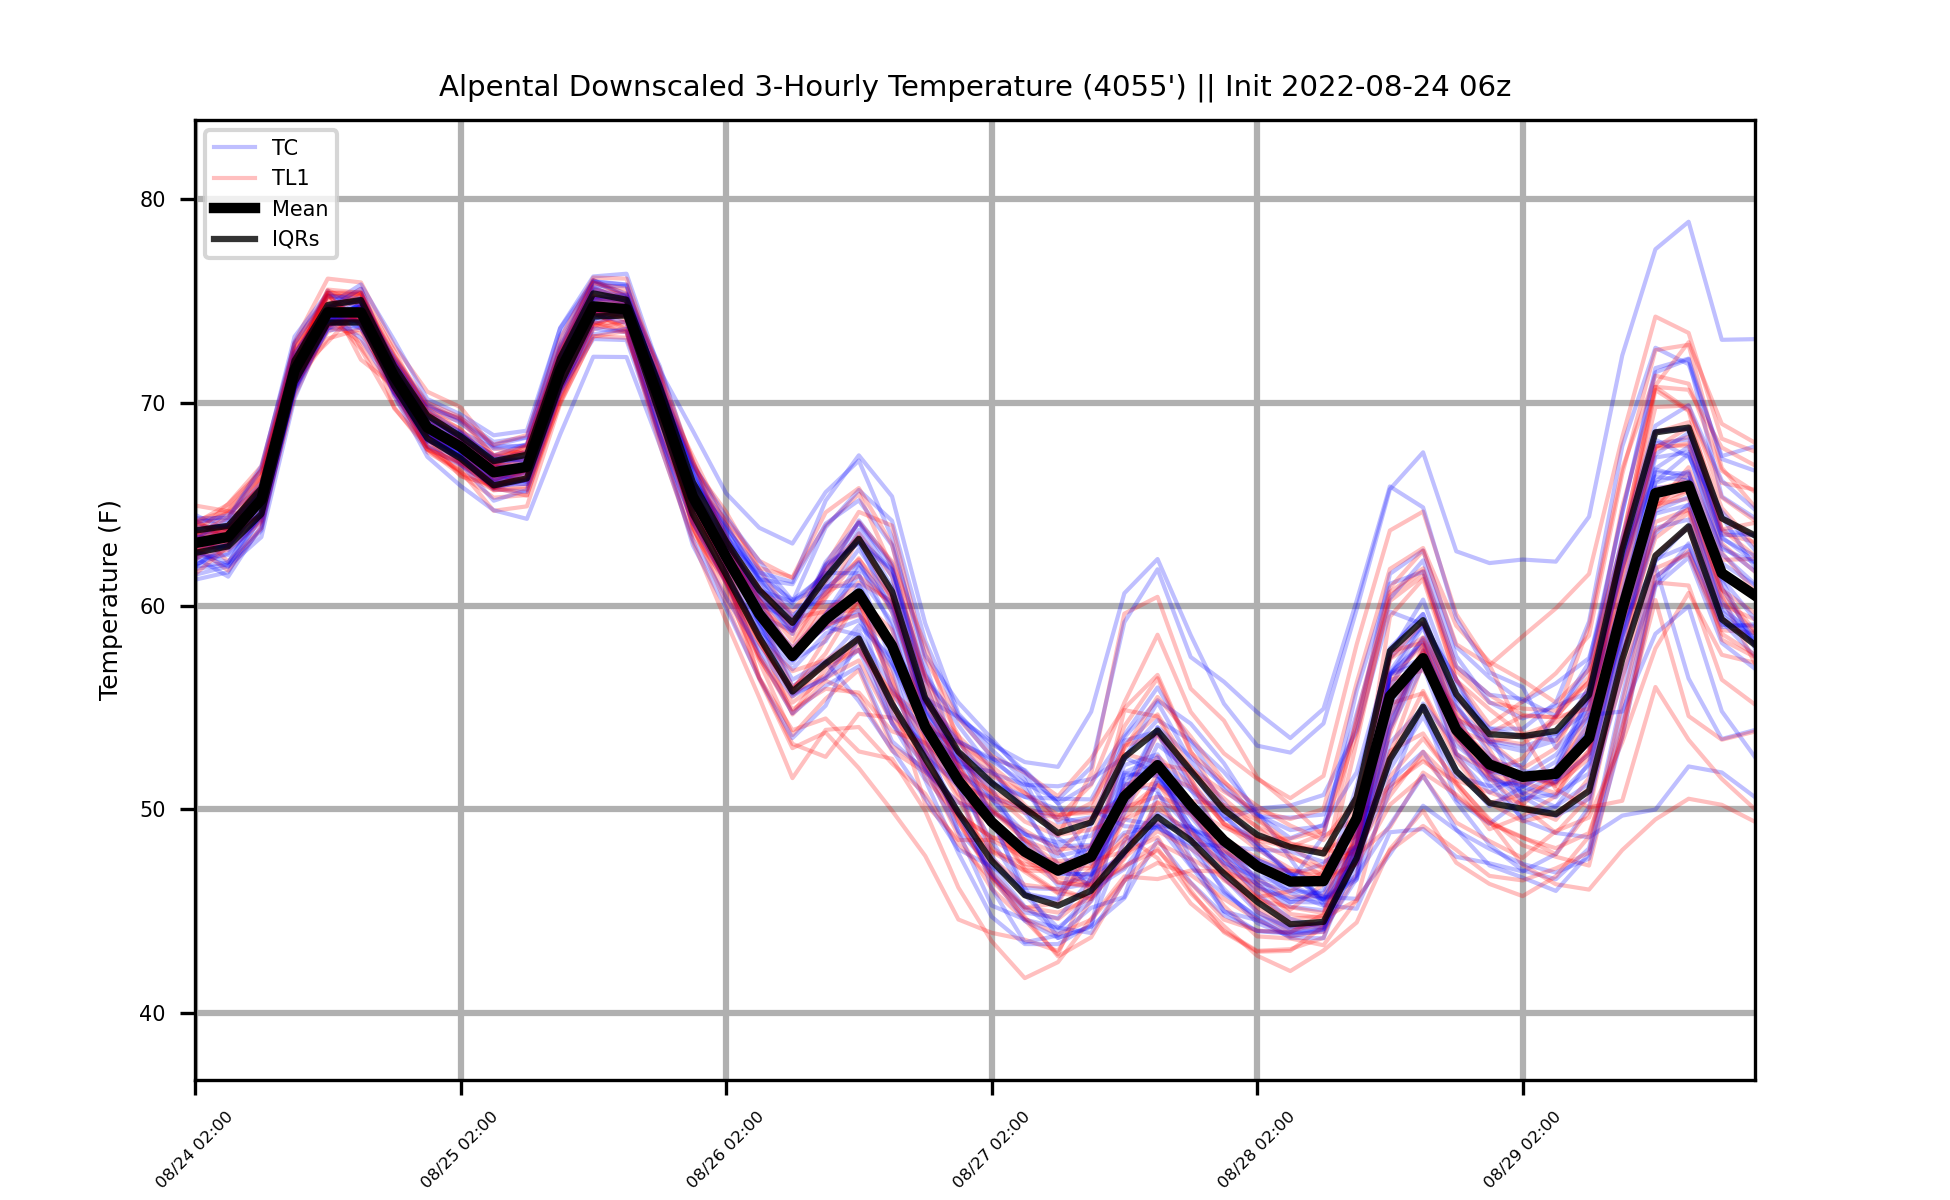 Alpental Downscaled 3-Hourly Temperature (4055') || Init 2022-08-24 06z
TC
TL1
Mean
IQRs
Temperature (F)
80
70
60
50
40
08/24 02:00
08/25 02:00
08/26 02:00
08/27 02:00
08/28 02:00
08/29 02:00